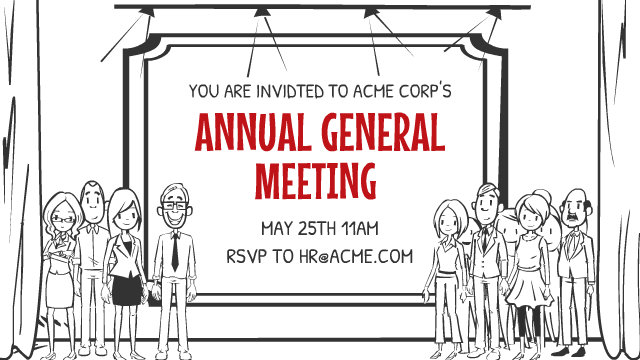 YOU ARE INVIDTED TO ACME CORP'S
ANNUAL GENERAL
MEETING
MAY 25TH 11AM
RSVP TO HR@ACME.COM